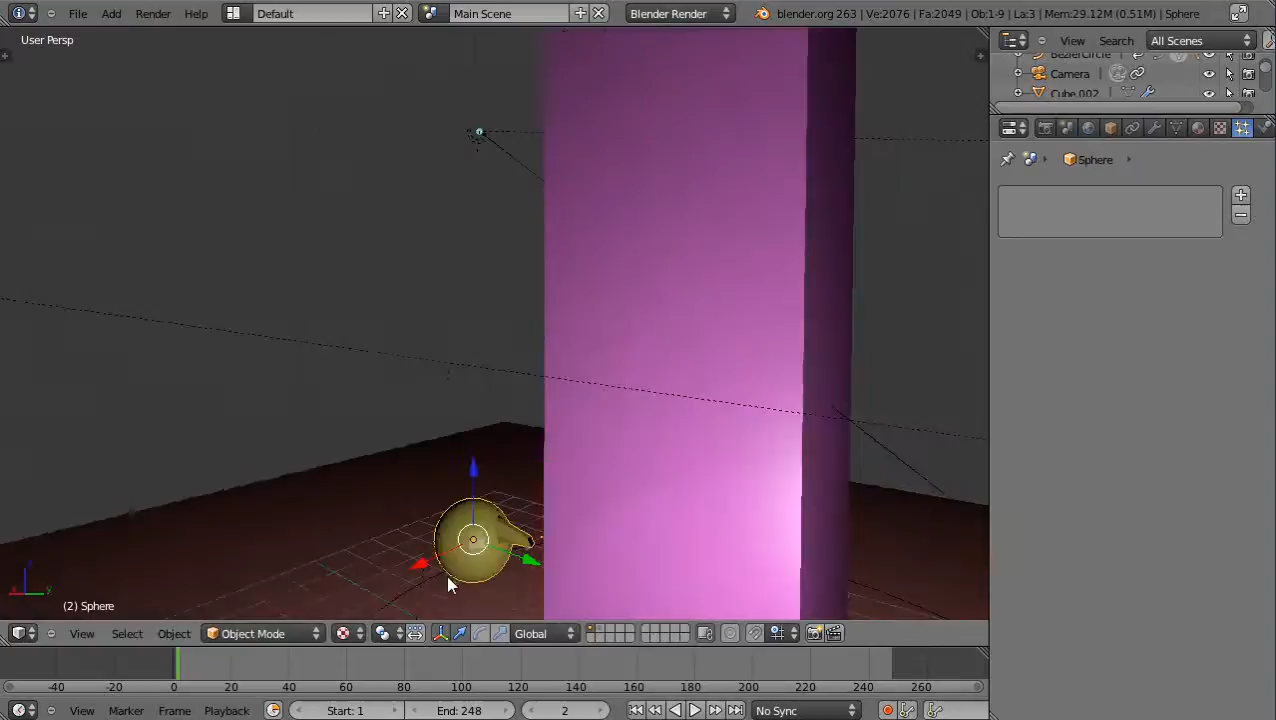 File Add Render Help Default Main Scene Blender Render blender.org 263 | Ve:2076 | Fa:2049 | Ob:1-9 | La:3 | Mem:29.12M (0.51M) | Sphere
User Persp
View Search All Scenes
BezierCircle
Camera
Cube.002
Sphere
z
x y
(2) Sphere
View Select Object Object Mode Global
-40 -20 0 20 40 60 80 100 120 140 160 180 200 220 240 260
View Marker Frame Playback Start: 1 End: 248 2 No Sync